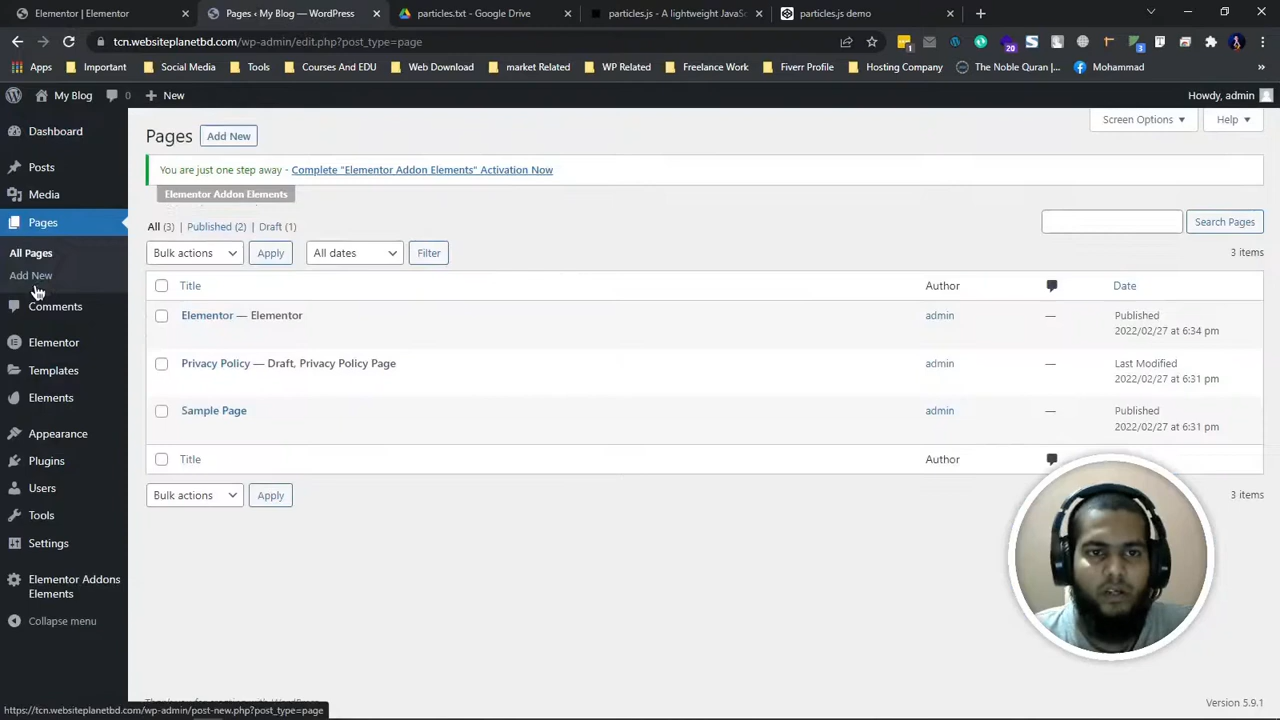 Elementor | Elementor
Pages ‹ My Blog — WordPress
particles.txt - Google Drive
particles.js - A lightweight JavaSc
particles.js demo
tcn.websiteplanetbd.com/wp-admin/edit.php?post_type=page
Apps
Important
Social Media
Tools
Courses And EDU
Web Download
market Related
WP Related
Freelance Work
Fiverr Profile
Hosting Company
The Noble Quran |...
Mohammad
My Blog
0
New
Howdy, admin
Dashboard
Posts
Media
Pages
All Pages
Add New
Comments
Elementor
Templates
Elements
Appearance
Plugins
Users
Tools
Settings
Elementor Addons
Elements
Collapse menu
Screen Options
Help
Pages
Add New
You are just one step away - Complete "Elementor Addon Elements" Activation Now
Elementor Addon Elements
All (3) | Published (2) | Draft (1)
Search Pages
Bulk actions
Apply
All dates
Filter
3 items
Title
Author
Date
Elementor — Elementor
admin
—
Published
2022/02/27 at 6:34 pm
Privacy Policy — Draft, Privacy Policy Page
admin
—
Last Modified
2022/02/27 at 6:31 pm
Sample Page
admin
—
Published
2022/02/27 at 6:31 pm
Title
Author
Bulk actions
Apply
3 items
Version 5.9.1
https://tcn.websiteplanetbd.com/wp-admin/post-new.php?post_type=page